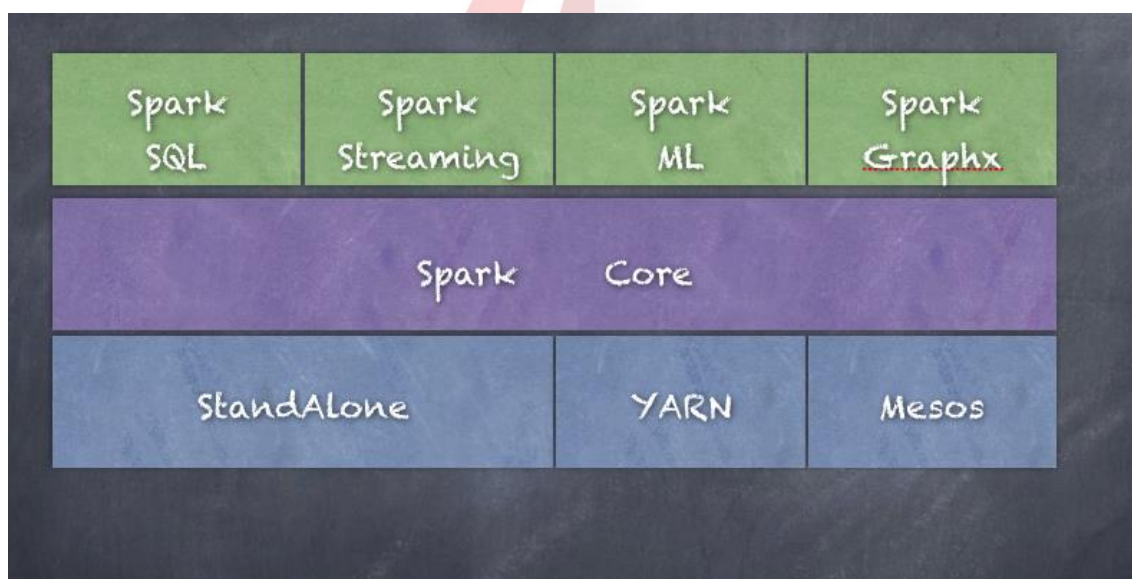 Spark
SQL
Spark
Streaming
Spark
ML
Spark
Graphx
Spark Core
StandAlone
YARN
Mesos